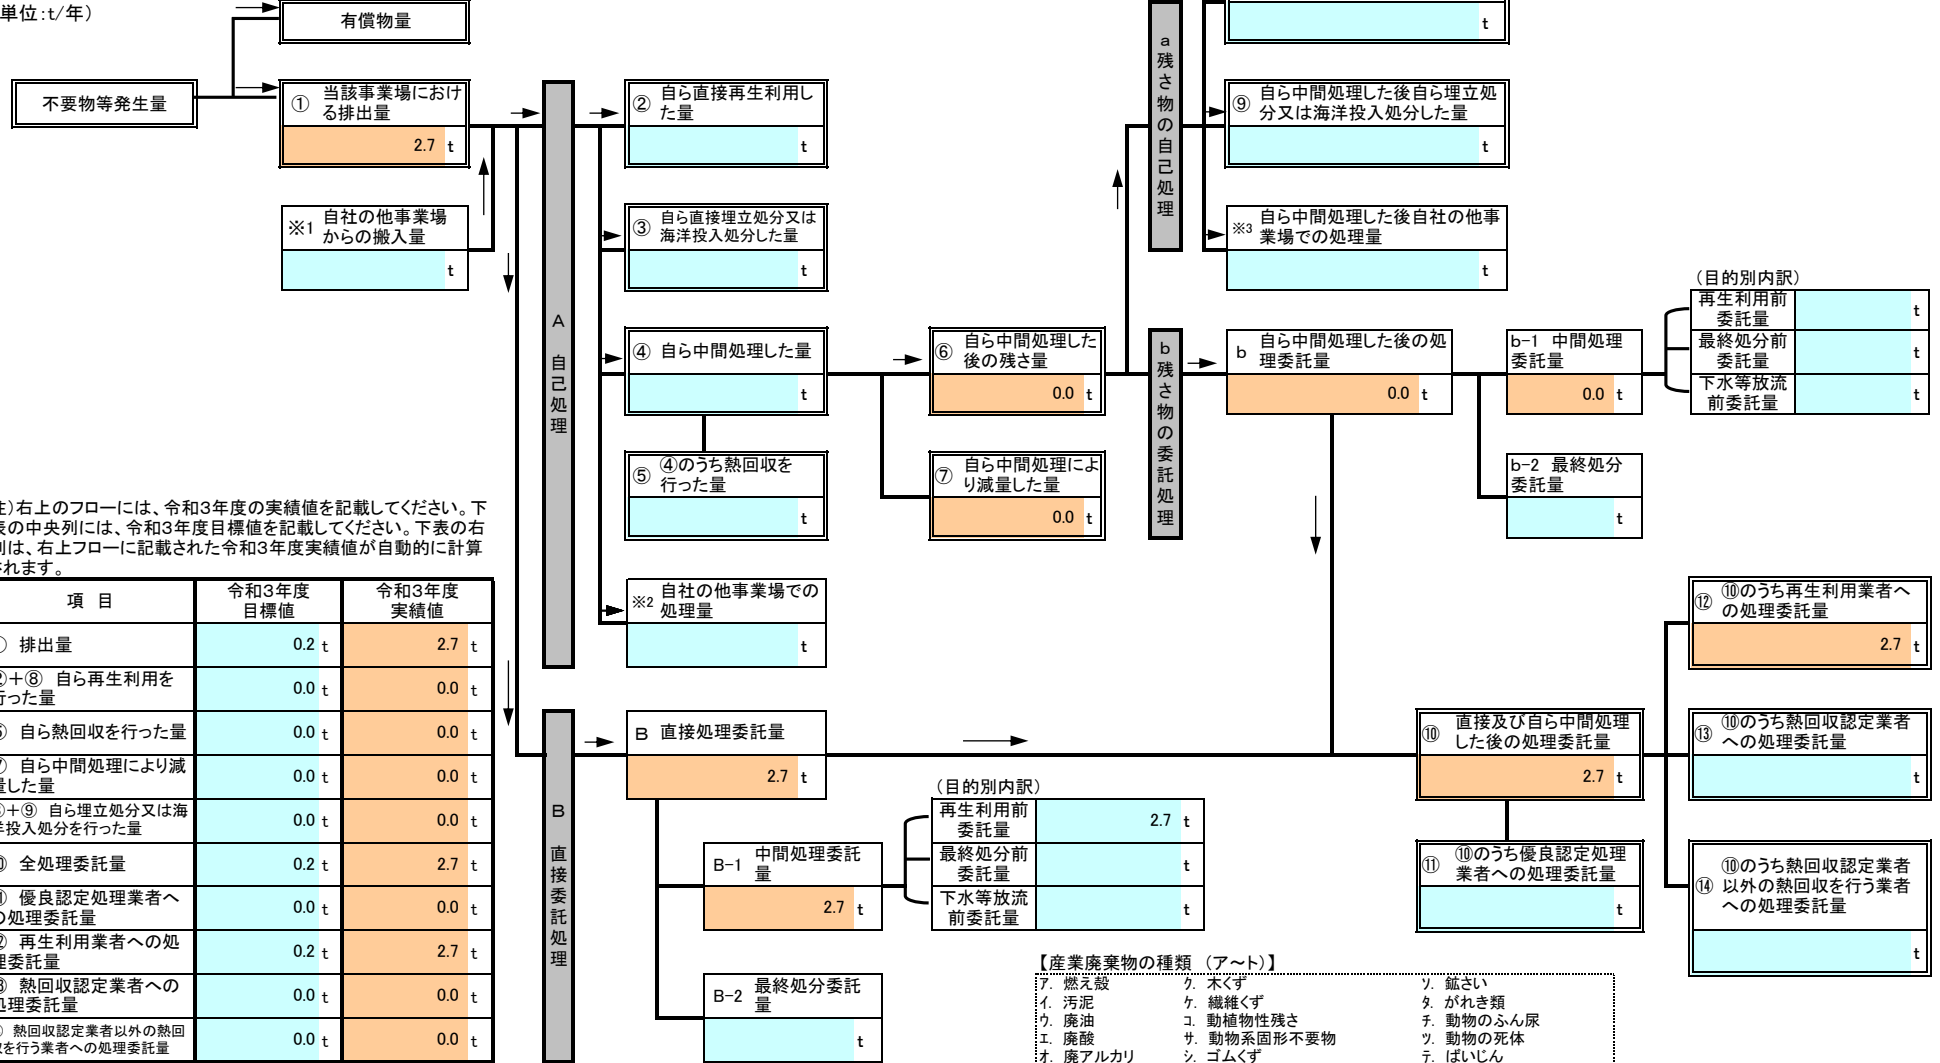 単位:t/年）
有償物量
不要物等発生量
① 当該事業場におけ
る排出量
2.7 t
※1 自社の他事業場
からの搬入量
t
A 自己処理
② 自ら直接再生利用し
た量
t
③ 自ら直接埋立処分又は
海洋投入処分した量
t
④ 自ら中間処理した量
t
⑤ ④のうち熱回収を
行った量
t
※2 自社の他事業場での
処理量
t
⑥ 自ら中間処理した
後の残さ量
0.0 t
⑦ 自ら中間処理によ
り減量した量
0.0 t
a残さ物の自己処理
t
⑨ 自ら中間処理した後自ら埋立処
分又は海洋投入処分した量
t
※3 自ら中間処理した後自社の他事
業場での処理量
t
b残さ物の委託処理
b 自ら中間処理した後の処
理委託量
0.0 t
b-1 中間処理
委託量
0.0 t
b-2 最終処分
委託量
t
（目的別内訳）
再生利用前
委託量
t
最終処分前
委託量
t
下水等放流
前委託量
t
注）右上のフローには、令和3年度の実績値を記載してください。下
表の中央列には、令和3年度目標値を記載してください。下表の右
列は、右上フローに記載された令和3年度実績値が自動的に計算
されます。
項 目
令和3年度
目標値
令和3年度
実績値
① 排出量 0.2 t 2.7 t
②+⑧ 自ら再生利用を
行った量 0.0 t 0.0 t
⑤ 自ら熱回収を行った量 0.0 t 0.0 t
⑦ 自ら中間処理により減
量した量 0.0 t 0.0 t
③+⑨ 自ら埋立処分又は海
洋投入処分を行った量 0.0 t 0.0 t
⑩ 全処理委託量 0.2 t 2.7 t
⑪ 優良認定処理業者へ
の処理委託量 0.0 t 0.0 t
⑫ 再生利用業者への処
理委託量 0.2 t 2.7 t
⑬ 熱回収認定業者への
処理委託量 0.0 t 0.0 t
⑭ 熱回収認定業者以外の熱回
収を行う業者への処理委託量 0.0 t 0.0 t
B 直接委託処理
B 直接処理委託量
2.7 t
B-1 中間処理委託
量
2.7 t
B-2 最終処分委託
量
t
（目的別内訳）
再生利用前
委託量
2.7 t
最終処分前
委託量
t
下水等放流
前委託量
t
⑩ 直接及び自ら中間処理
した後の処理委託量
2.7 t
⑪ ⑩のうち優良認定処理
業者への処理委託量
t
⑫ ⑩のうち再生利用業者へ
の処理委託量
2.7 t
⑬ ⑩のうち熱回収認定業者
への処理委託量
t
⑭ ⑩のうち熱回収認定業者
以外の熱回収を行う業者
への処理委託量
t
【産業廃棄物の種類 （ア～ト）】
ア. 燃え殻 ク. 木くず ソ. 鉱さい
イ. 汚泥 ケ. 繊維くず タ. がれき類
ウ. 廃油 コ. 動植物性残さ チ. 動物のふん尿
エ. 廃酸 サ. 動物系固形不要物 ツ. 動物の死体
オ. 廃アルカリ シ. ゴムくず テ. ばいじん